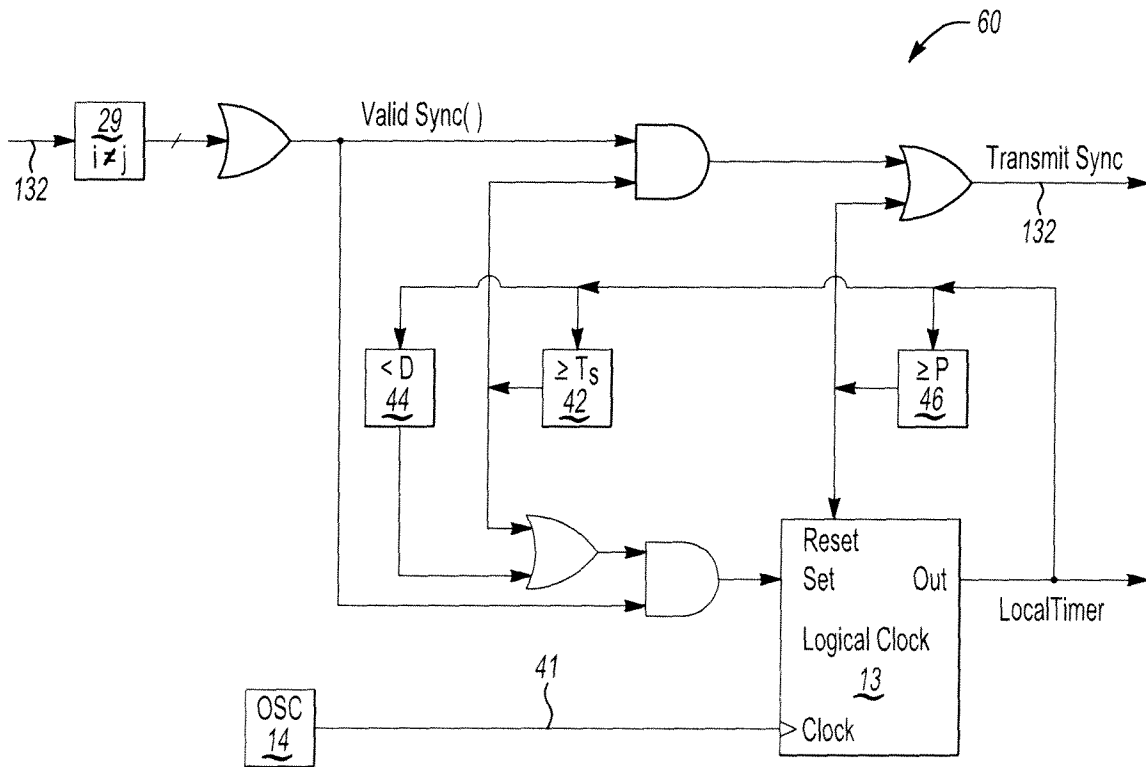 60
29
i ≠ j
Valid Sync( )
132
Transmit Sync
132
< D
44
≥ Ts
42
≥ P
46
Reset
Set
Out
LocalTimer
Logical Clock
13
41
OSC
14
Clock